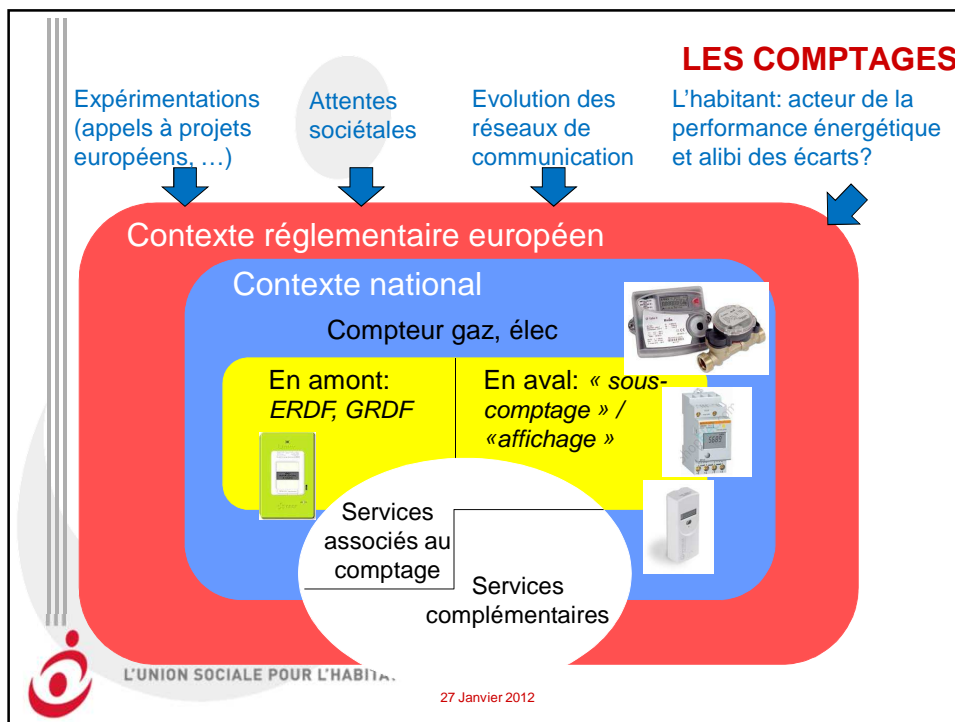 LES COMPTAGES
Expérimentations
(appels à projets
européens, …)
Attentes
sociétales
Evolution des
réseaux de
communication
L’habitant: acteur de la
performance énergétique
et alibi des écarts?
Contexte réglementaire européen
Contexte national
Compteur gaz, élec
En amont:
ERDF, GRDF
En aval: « sous-
comptage » /
«affichage »
Services
associés au
comptage
Services
complémentaires
L'UNION SOCIALE POUR
27 Janvier 2012